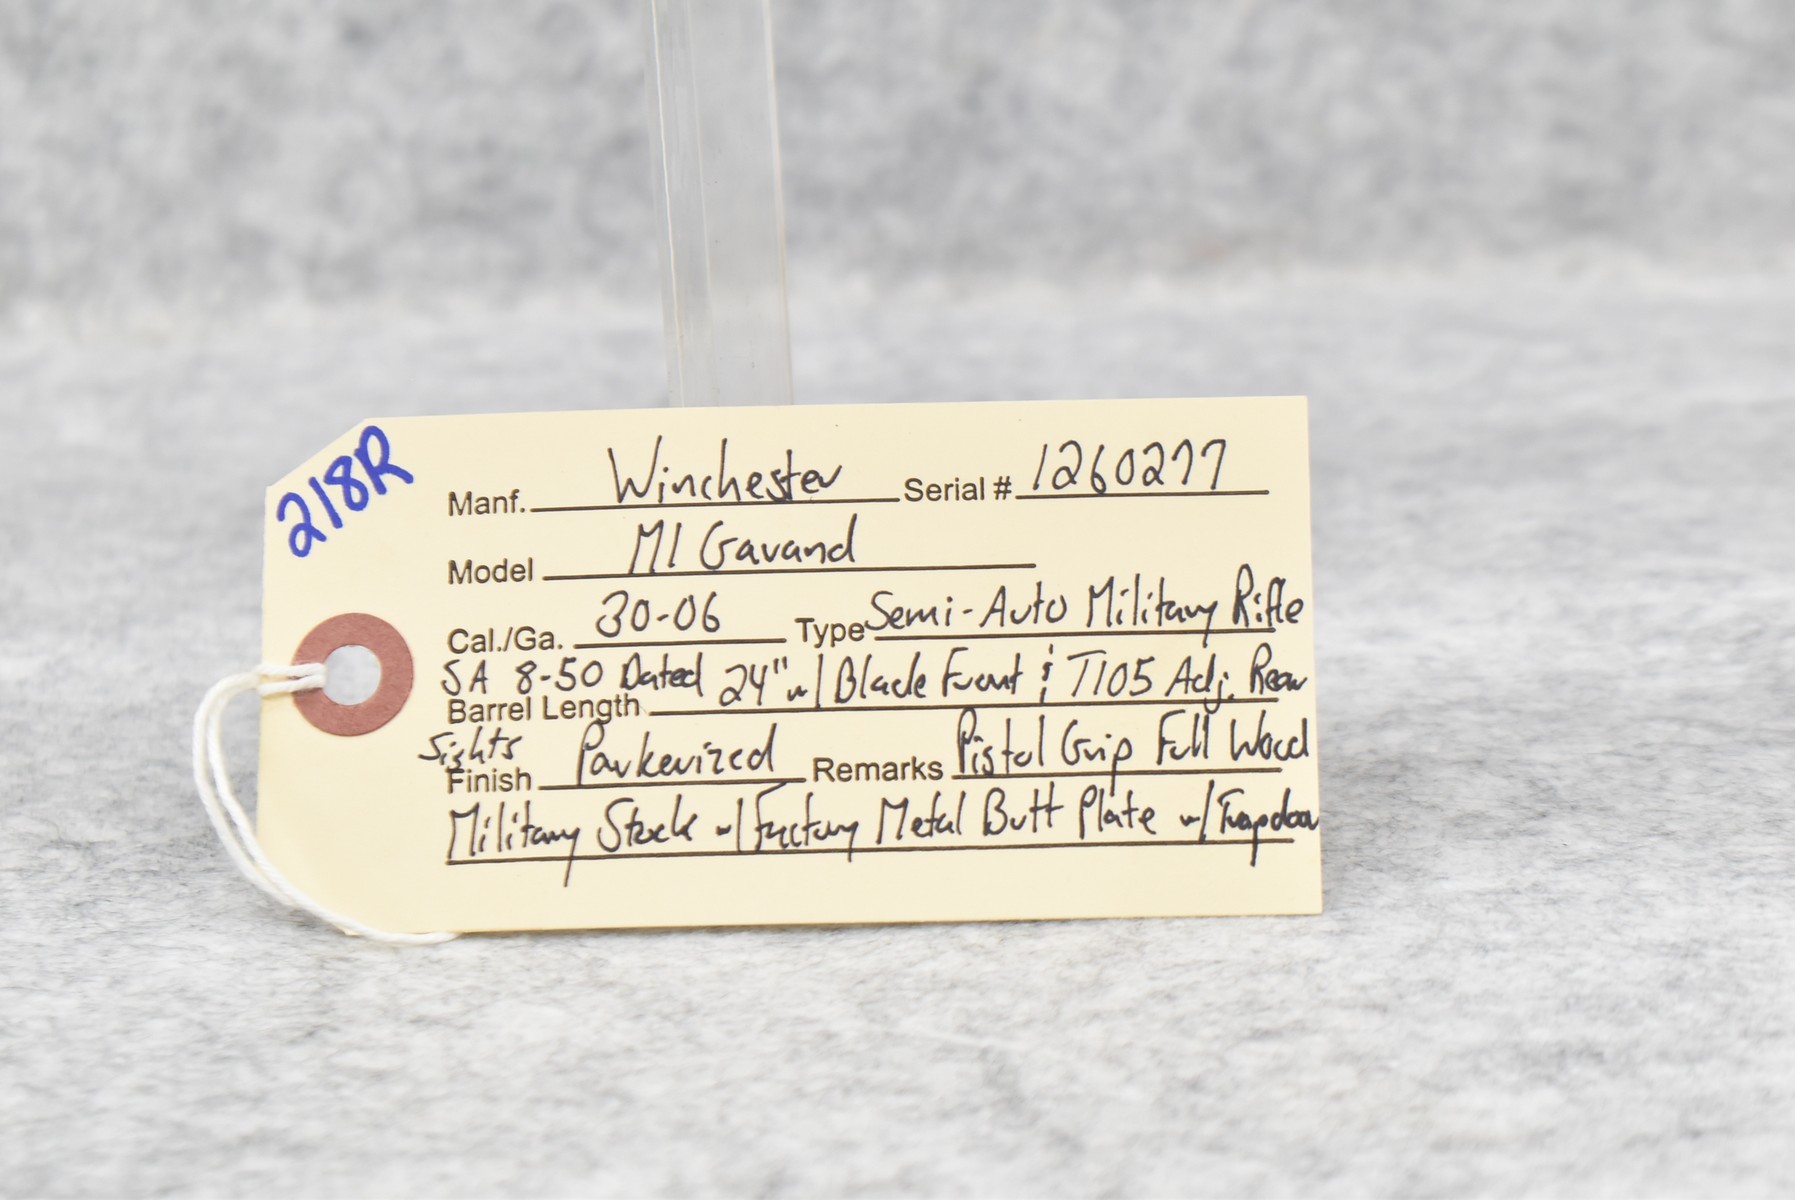 218R
Manf. Winchester Serial # 1260277
Model M1 Garand
Cal./Ga. 30-06 Type Semi-Auto Military Rifle
SA 8-50 Dated 24" w/ Blade Front & T105 Adj. Rear
Barrel Length
Sights
Finish Parkerized Remarks Pistol Grip Full Wood
Military Stock w/ Factory Metal Butt Plate w/ Trapdoor